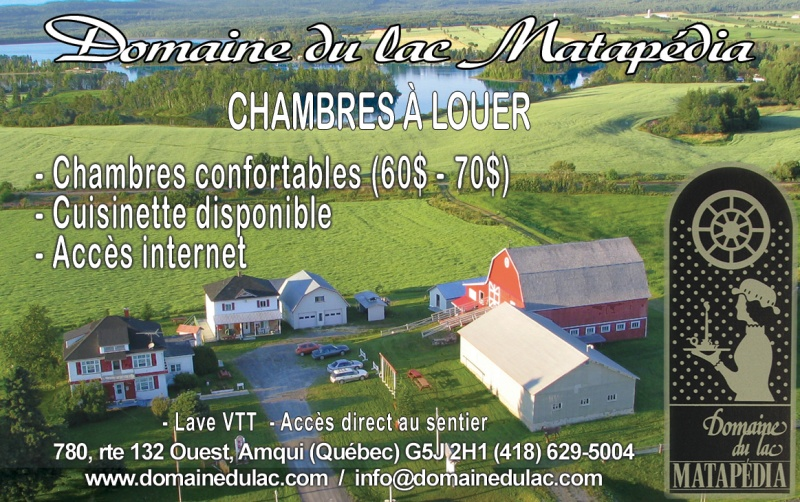 Domaine du lac Matapédia
CHAMBRES À LOUER
- Chambres confortables (60$ - 70$)
- Cuisinette disponible
- Accès internet
- Lave VTT - Accès direct au sentier
780, rte 132 Ouest, Amqui (Québec) G5J 2H1 (418) 629-5004
www.domainedulac.com / info@domainedulac.com
Domaine
du lac
MATAPÉDIA